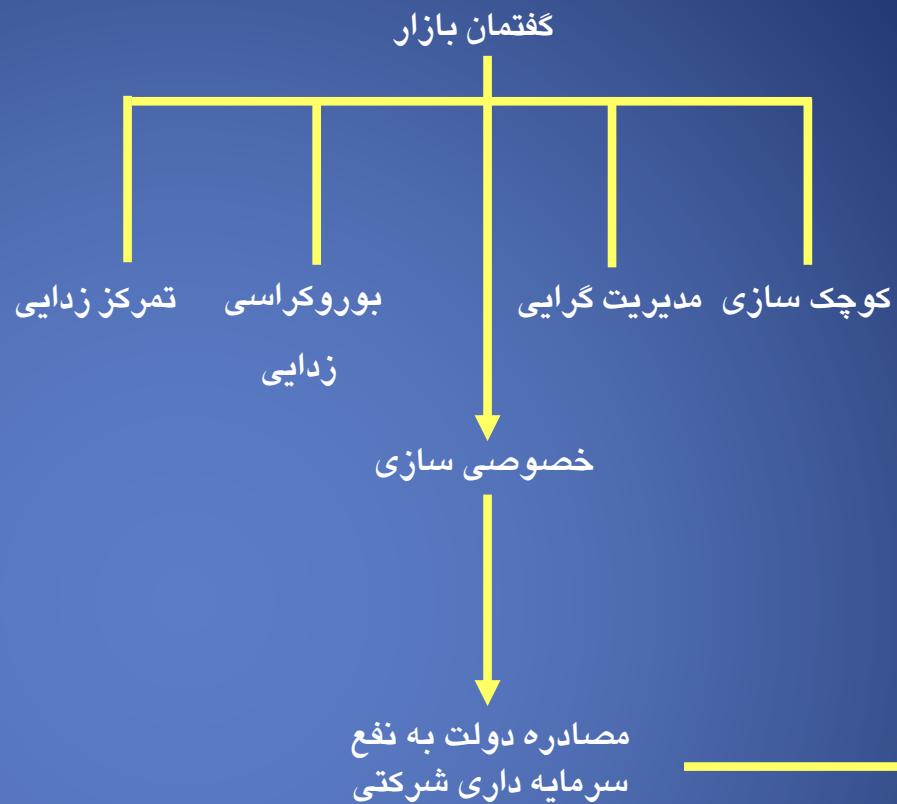 گفتمان بازار
کوچک سازی
مدیریت گرایی
بوروکراسی
زدایی
تمرکز زدایی
خصوصی سازی
مصادره دولت به نفع
سرمایه داری شرکتی